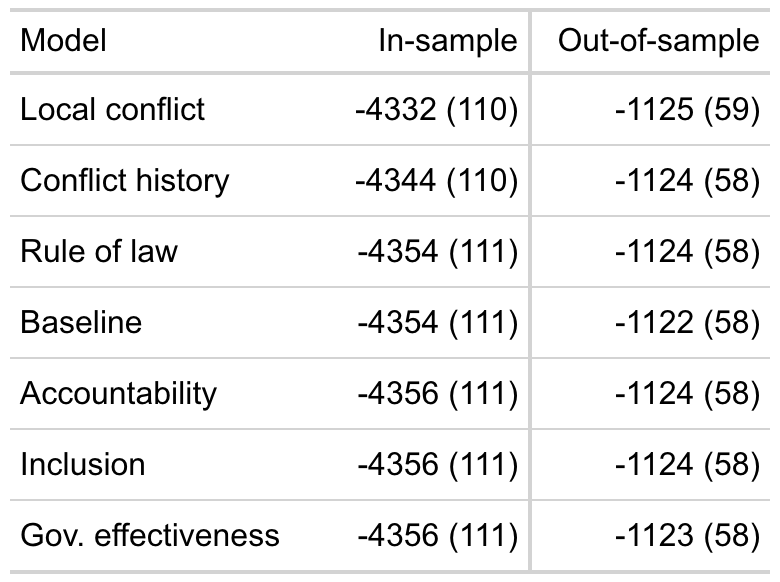 Model In-sample Out-of-sample
Local conflict -4332 (110) -1125 (59)
Conflict history -4344 (110) -1124 (58)
Rule of law -4354 (111) -1124 (58)
Baseline -4354 (111) -1122 (58)
Accountability -4356 (111) -1124 (58)
Inclusion -4356 (111) -1124 (58)
Gov. effectiveness -4356 (111) -1123 (58)